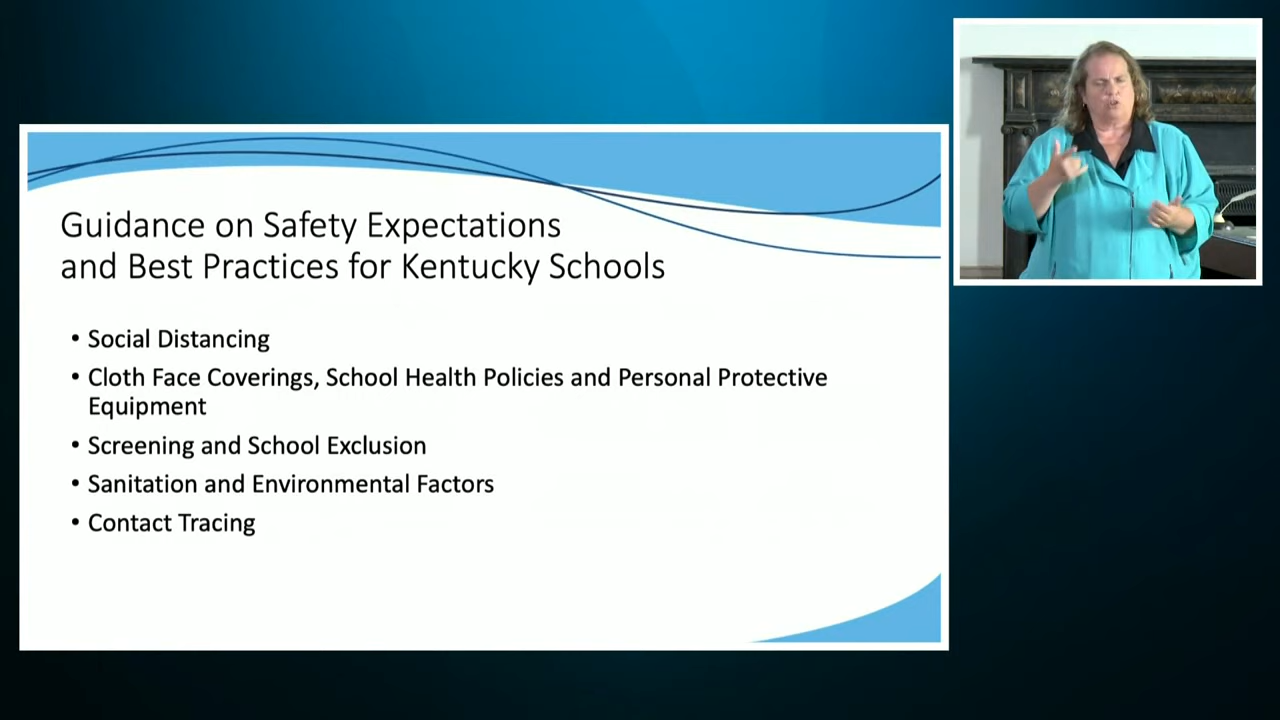 Guidance on Safety Expectations
and Best Practices for Kentucky Schools
• Social Distancing
• Cloth Face Coverings, School Health Policies and Personal Protective
Equipment
• Screening and School Exclusion
• Sanitation and Environmental Factors
• Contact Tracing